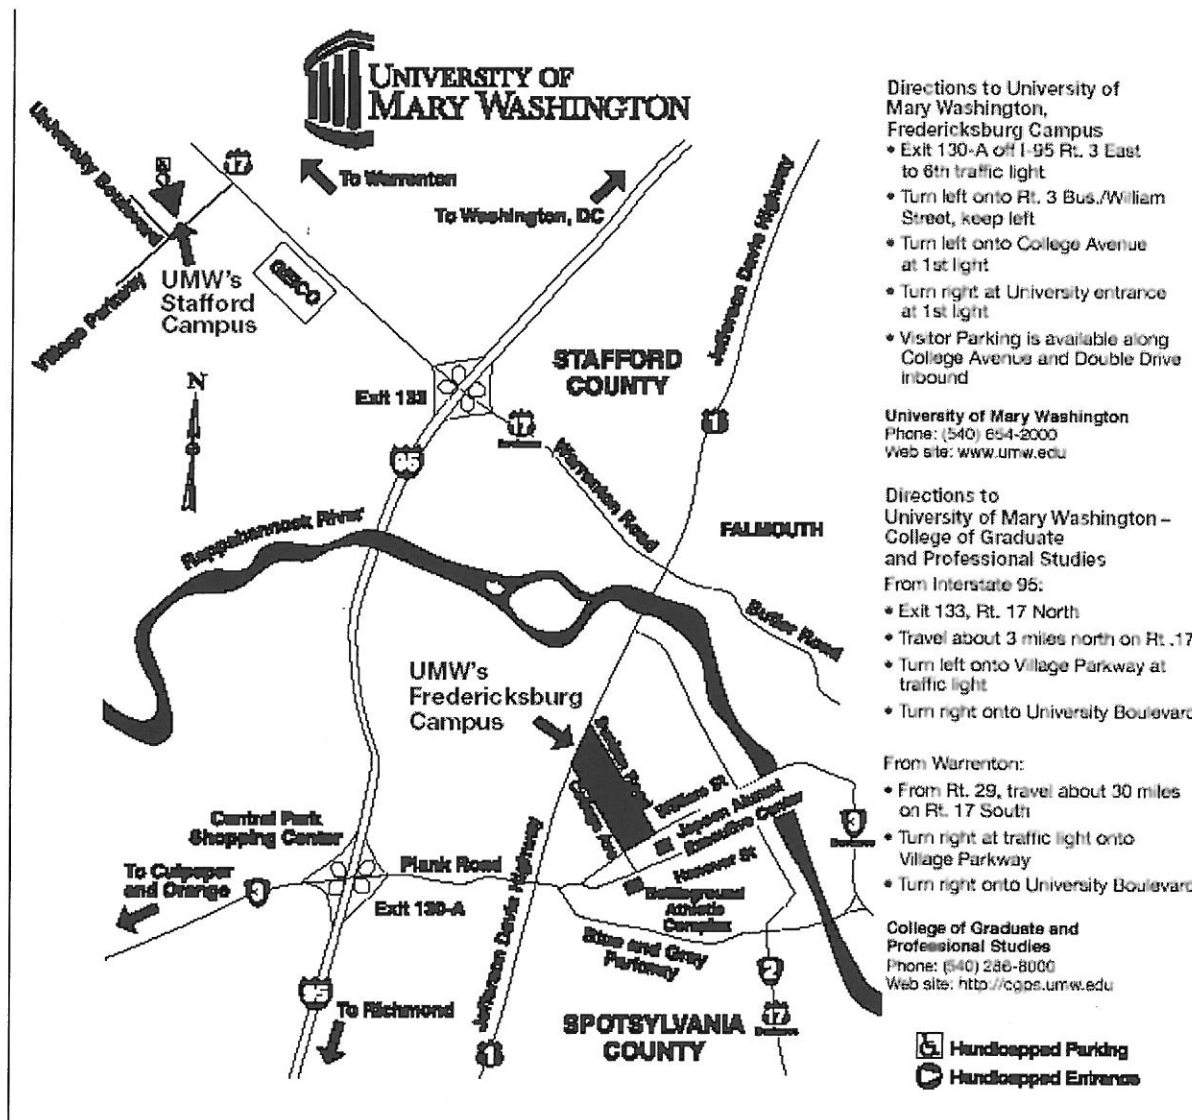 UNIVERSITY OF
MARY WASHINGTON
University Boulevard
17
To Warrenton
To Washington, DC
Jefferson Davis Highway
UMW's
Stafford
Campus
GEICO
Village Parkway
N
STAFFORD
COUNTY
Exit 133
17
Business
1
95
Warrenton Road
Rappahannock River
FALMOUTH
Butler Road
UMW's
Fredericksburg
Campus
College Ave
Jepson Alumni
Executive Center
3
Business
Hanover St
Battleground
Athletic
Complex
Central Park
Shopping Center
Plank Road
To Culpeper
and Orange
3
Exit 130-A
Jefferson Davis Highway
Blue and Gray
Parkway
2
17
Business
95
To Richmond
1
SPOTSYLVANIA
COUNTY
Directions to University of
Mary Washington,
Fredericksburg Campus
• Exit 130-A off I-95 Rt. 3 East
to 6th traffic light
• Turn left onto Rt. 3 Bus./William
Street, keep left
• Turn left onto College Avenue
at 1st light
• Turn right at University entrance
at 1st light
• Visitor Parking is available along
College Avenue and Double Drive
inbound
University of Mary Washington
Phone: (540) 654-2000
Web site: www.umw.edu
Directions to
University of Mary Washington –
College of Graduate
and Professional Studies
From Interstate 95:
• Exit 133, Rt. 17 North
• Travel about 3 miles north on Rt .17
• Turn left onto Village Parkway at
traffic light
• Turn right onto University Boulevard
From Warrenton:
• From Rt. 29, travel about 30 miles
on Rt. 17 South
• Turn right at traffic light onto
Village Parkway
• Turn right onto University Boulevard
College of Graduate and
Professional Studies
Phone: (540) 286-8000
Web site: http://cgps.umw.edu
Handicapped Parking
Handicapped Entrance